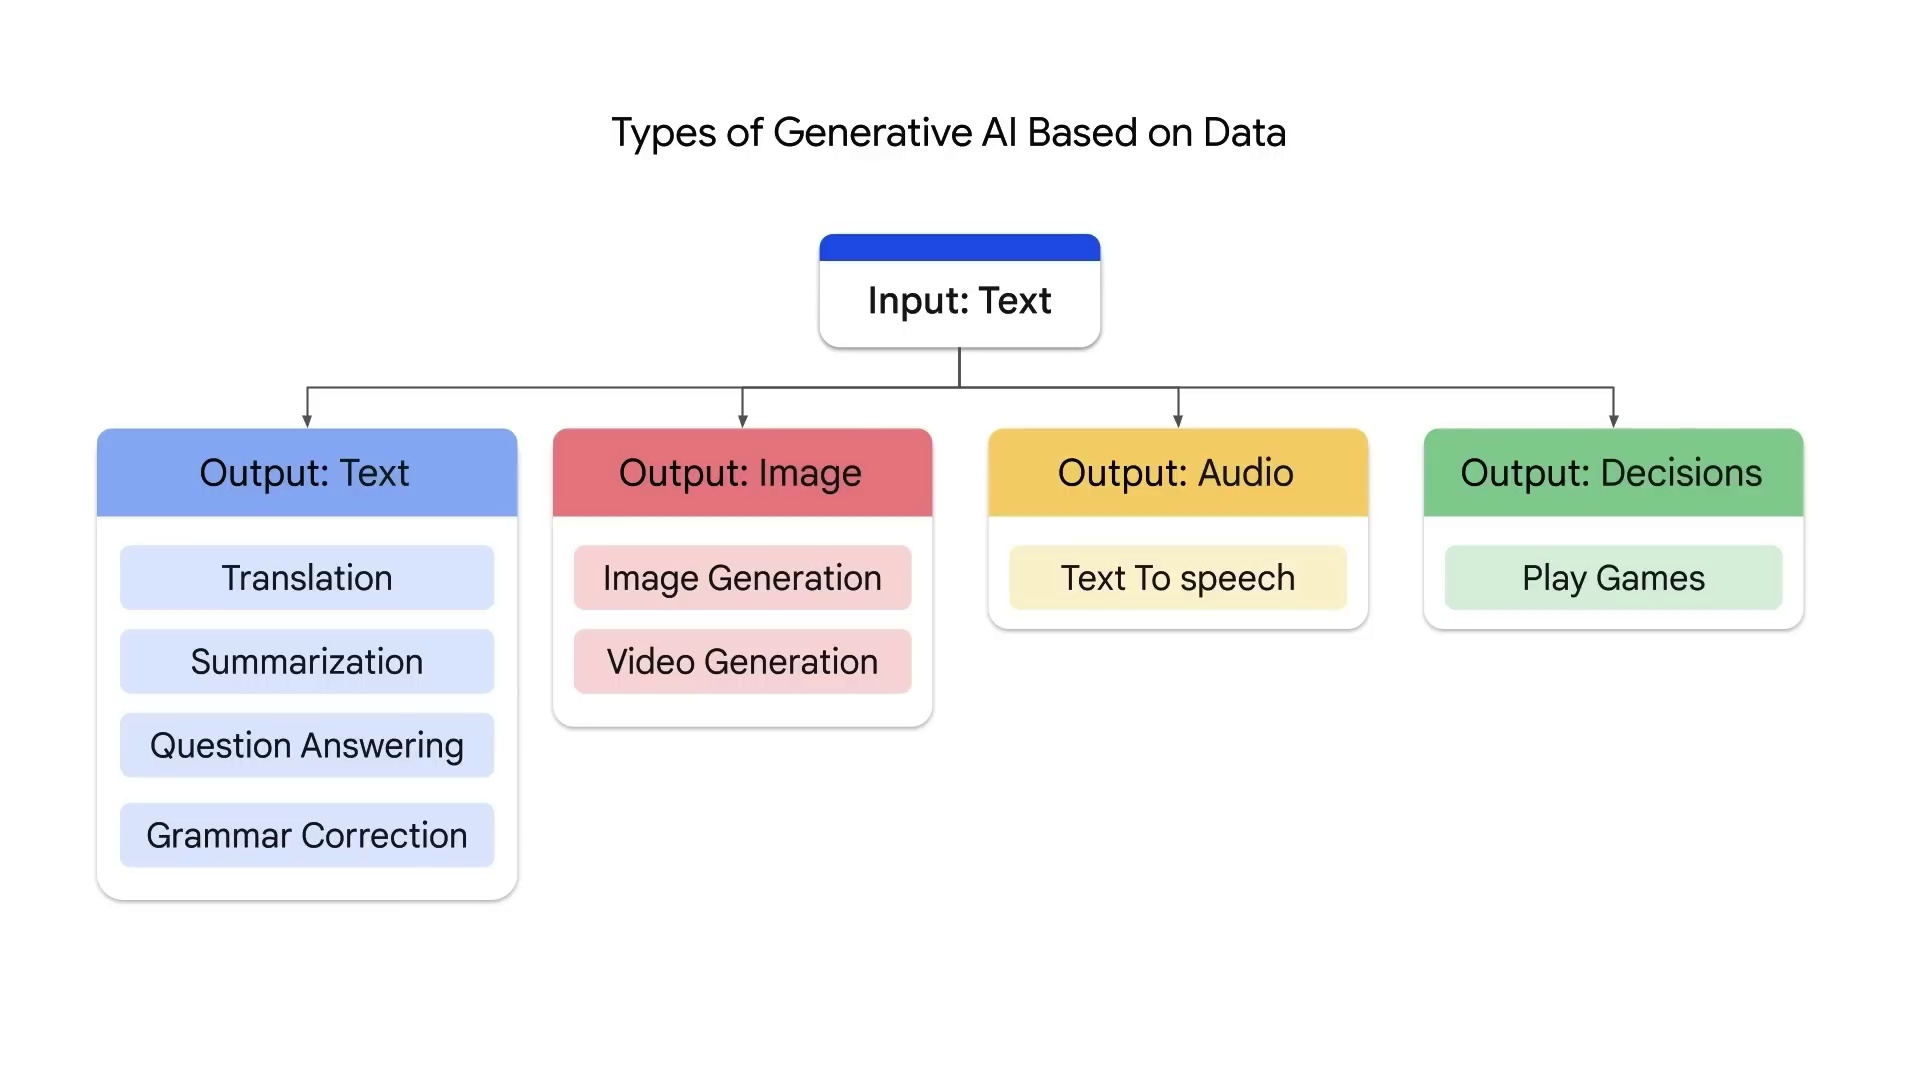 Types of Generative AI Based on Data
Input: Text
Output: Text
Translation
Summarization
Question Answering
Grammar Correction
Output: Image
Image Generation
Video Generation
Output: Audio
Text To speech
Output: Decisions
Play Games